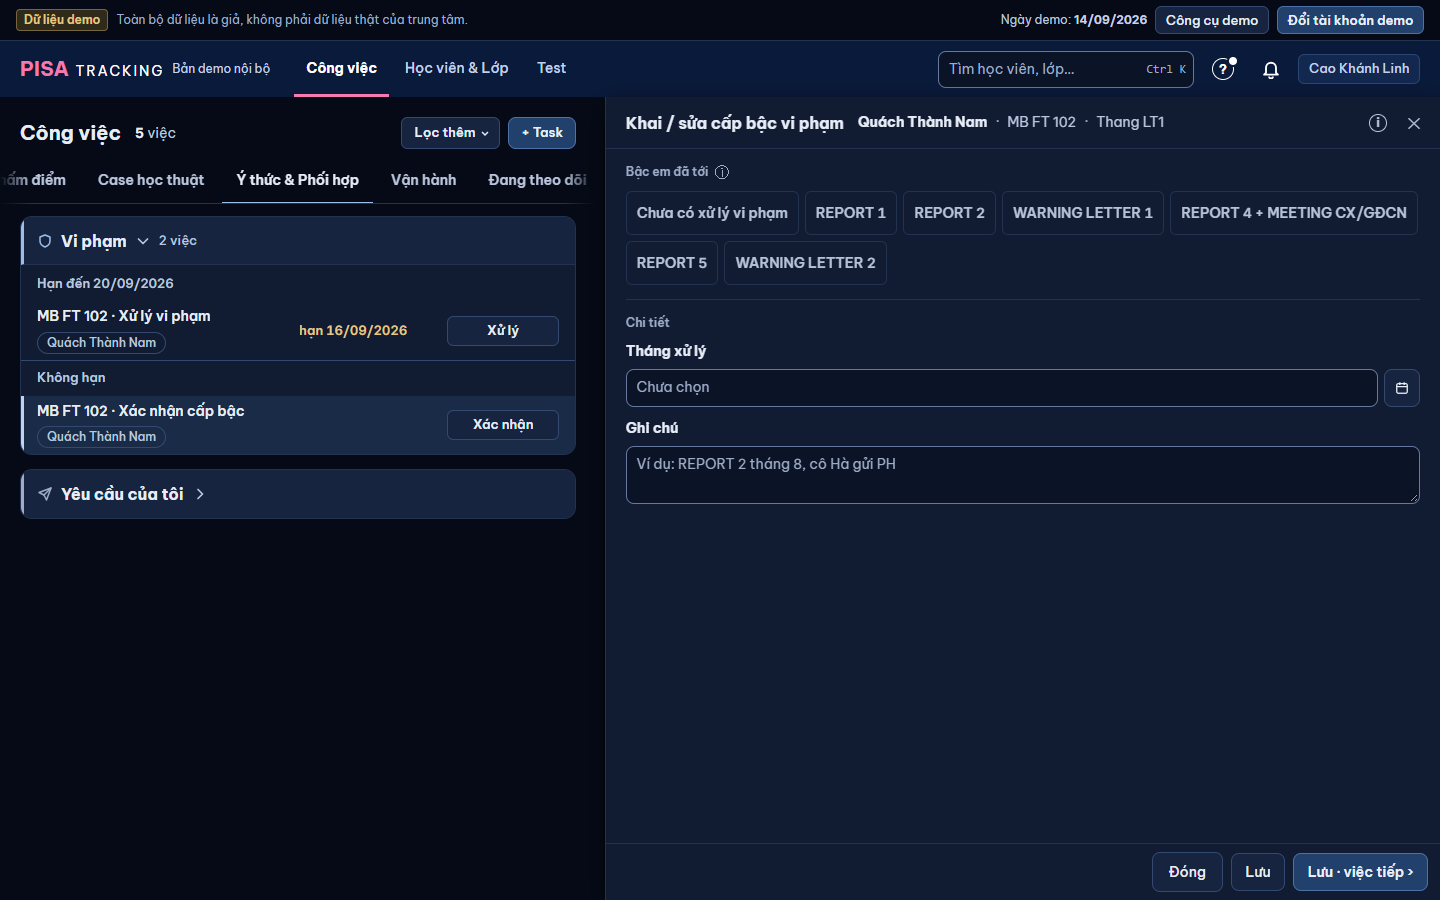 Dữ liệu demo Toàn bộ dữ liệu là giả, không phải dữ liệu thật của trung tâm. Ngày demo: 14/09/2026 Công cụ demo Đổi tài khoản demo
PISA TRACKING Bản demo nội bộ Công việc Học viên & Lớp Test Tìm học viên, lớp... Ctrl K ? Cao Khánh Linh
Công việc 5 việc Lọc thêm + Task
điểm Case học thuật Ý thức & Phối hợp Vận hành Đang theo dõi
Vi phạm 2 việc
Hạn đến 20/09/2026
MB FT 102 · Xử lý vi phạm
Quách Thành Nam
hạn 16/09/2026
Xử lý
Không hạn
MB FT 102 · Xác nhận cấp bậc
Quách Thành Nam
Xác nhận
Yêu cầu của tôi
Khai / sửa cấp bậc vi phạm Quách Thành Nam · MB FT 102 · Thang LT1
Bậc em đã tới
Chưa có xử lý vi phạm REPORT 1 REPORT 2 WARNING LETTER 1 REPORT 4 + MEETING CX/GĐCN
REPORT 5 WARNING LETTER 2
Chi tiết
Tháng xử lý
Chưa chọn
Ghi chú
Ví dụ: REPORT 2 tháng 8, cô Hà gửi PH
Đóng Lưu Lưu · việc tiếp ›